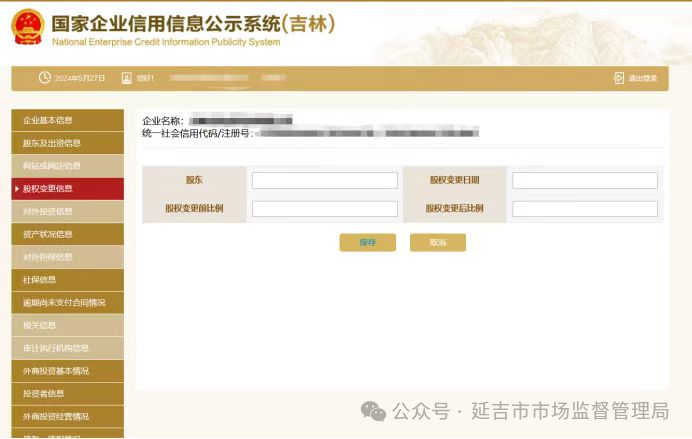 国家企业信用信息公示系统(吉林)
National Enterprise Credit Information Publicity System
2024年5月27日 您好!
退出登录
企业基本信息
股东及出资信息
网站或网店信息
股权变更信息
对外投资信息
资产状况信息
对外担保信息
社保信息
逾期尚未支付合同情况
报关信息
审计执行机构信息
外商投资基本情况
投资者信息
外商投资经营情况
企业名称:
统一社会信用代码/注册号:
股东 股权变更日期
股权变更前比例 股权变更后比例
保存 取消
公众号·延吉市市场监督管理局